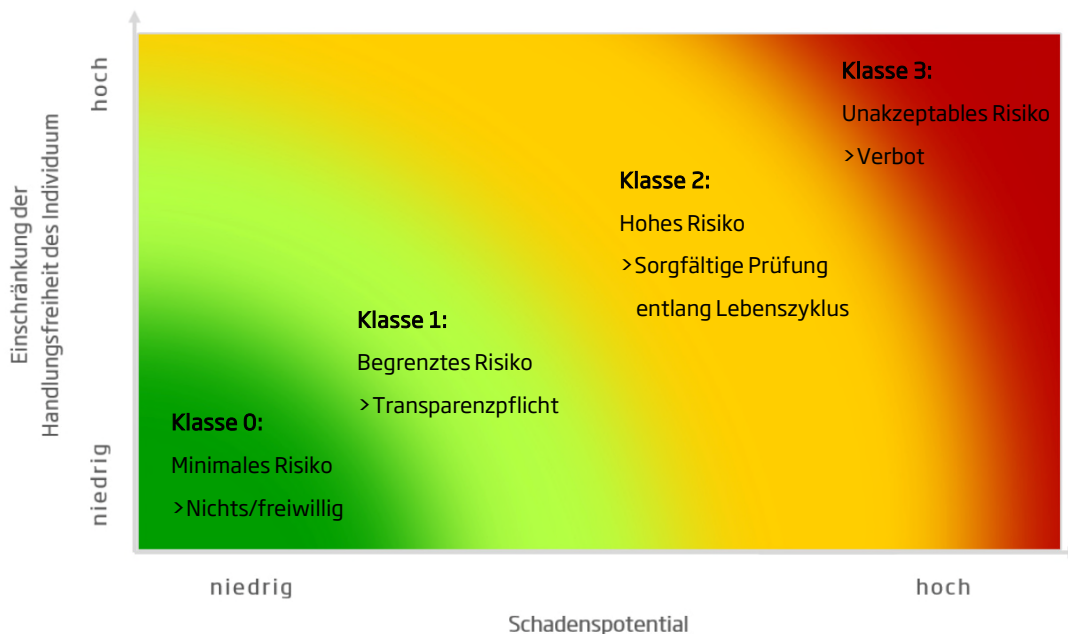 hoch
Einschränkung der
Handlungsfreiheit des Individuum
niedrig
Klasse 3:
Unakzeptables Risiko
>Verbot
Klasse 2:
Hohes Risiko
>Sorgfältige Prüfung
entlang Lebenszyklus
Klasse 1:
Begrenztes Risiko
>Transparenzpflicht
Klasse 0:
Minimales Risiko
>Nichts/freiwillig
niedrig
hoch
Schadenspotential